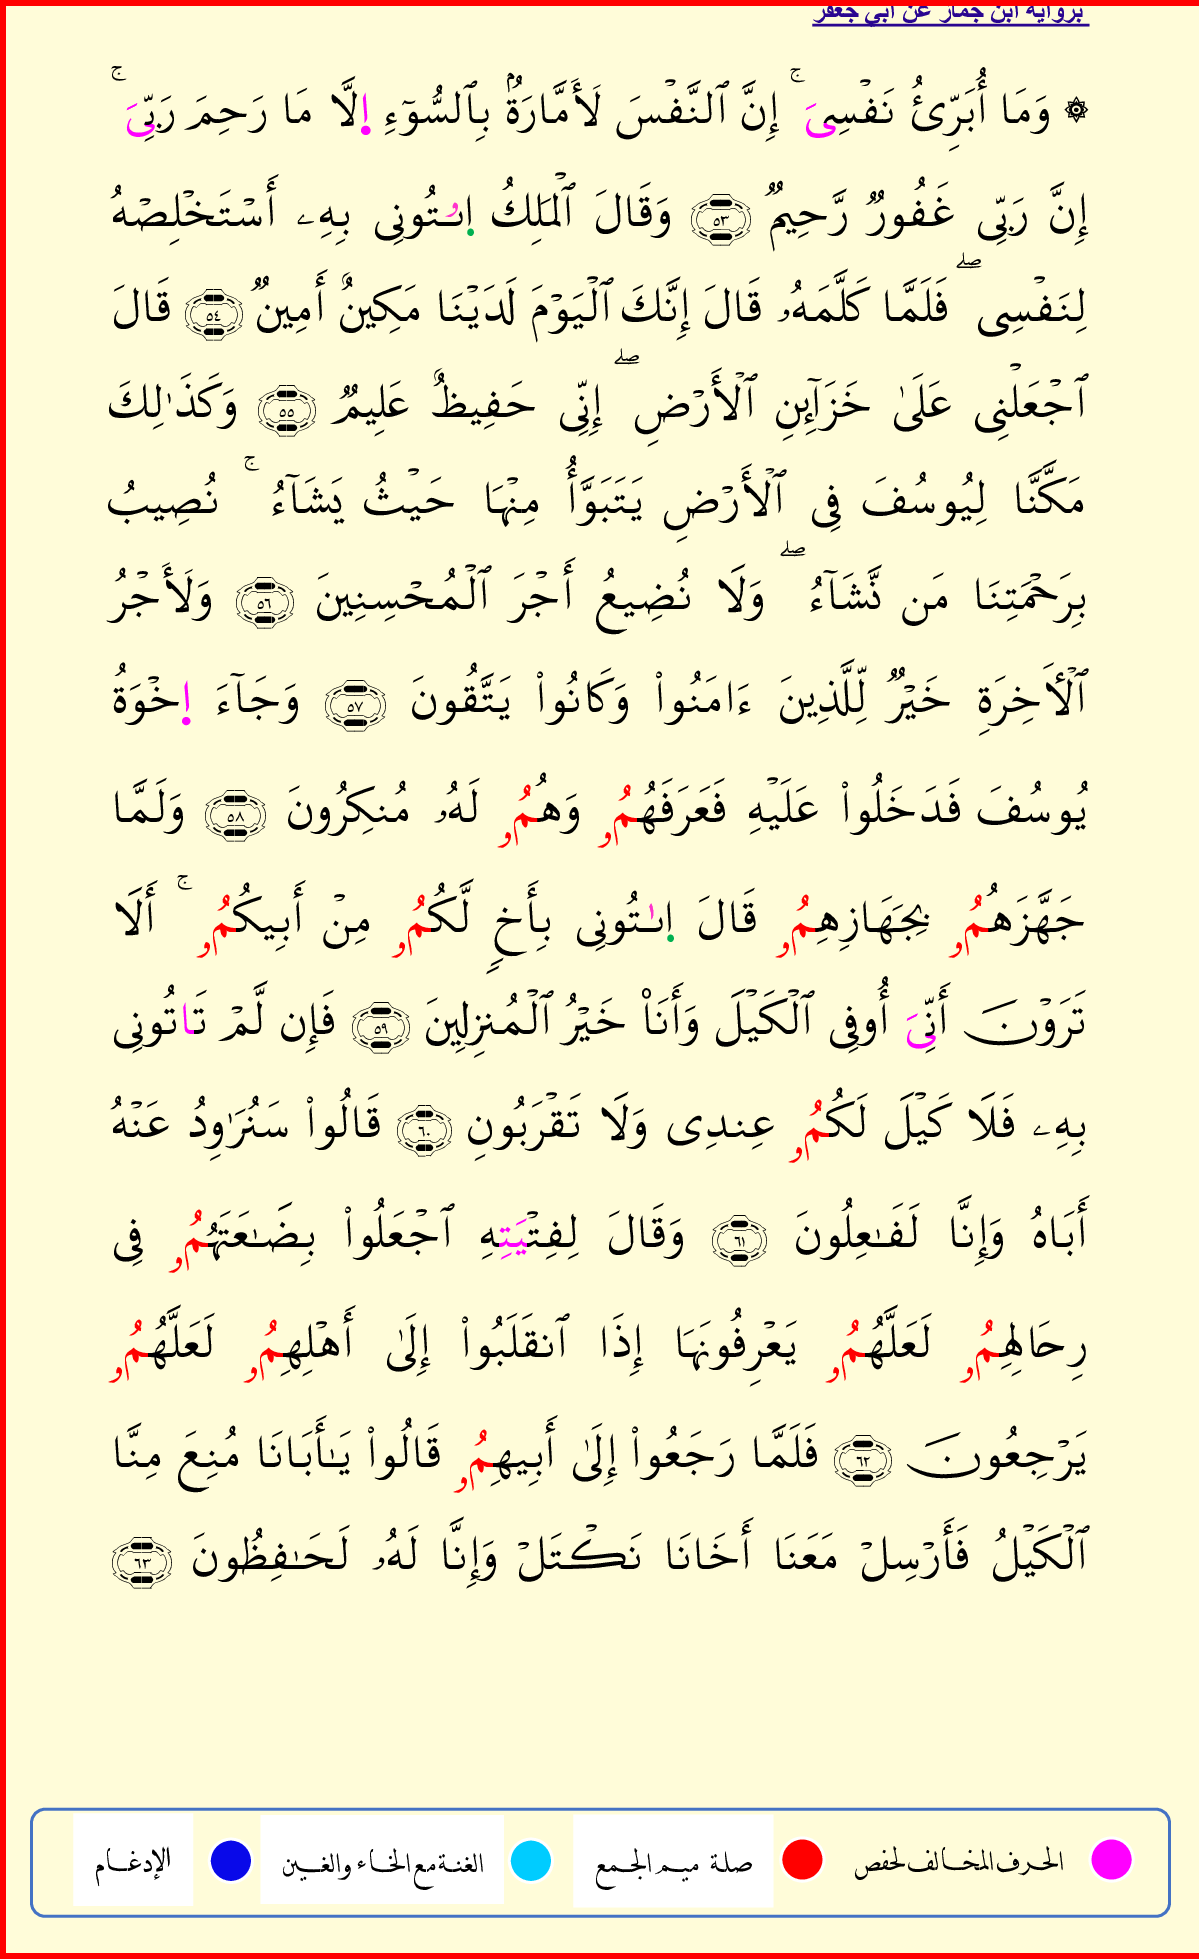 برواية ابن جماز عن أبي جعفر
۞ وَمَا أُبَرِّئُ نَفْسِىَ ۚ إِنَّ ٱلنَّفْسَ لَأَمَّارَةٌۢ بِٱلسُّوٓءِ اِ۬لَّا مَا رَحِمَ رَبِّىَ ۚ
إِنَّ رَبِّى غَفُورٌ رَّحِيمٌ ٥٣ وَقَالَ ٱلْمَلِكُ اِ۪ىتُونِى بِهِۦ أَسْتَخْلِصْهُ
لِنَفْسِى ۖ فَلَمَّا كَلَّمَهُۥ قَالَ إِنَّكَ ٱلْيَوْمَ لَدَيْنَا مَكِينٌ أَمِينٌ ٥٤ قَالَ
ٱجْعَلْنِى عَلَىٰ خَزَآئِنِ ٱلْأَرْضِ ۖ إِنِّى حَفِيظٌ عَلِيمٌ ٥٥ وَكَذَٰلِكَ
مَكَّنَّا لِيُوسُفَ فِى ٱلْأَرْضِ يَتَبَوَّأُ مِنْهَا حَيْثُ يَشَآءُ ۚ نُصِيبُ
بِرَحْمَتِنَا مَن نَّشَآءُ ۖ وَلَا نُضِيعُ أَجْرَ ٱلْمُحْسِنِينَ ٥٦ وَلَأَجْرُ
ٱلْأَخِرَةِ خَيْرٌ لِّلَّذِينَ ءَامَنُوا۟ وَكَانُوا۟ يَتَّقُونَ ٥٧ وَجَآءَ اِ۬خْوَةُ
يُوسُفَ فَدَخَلُوا۟ عَلَيْهِ فَعَرَفَهُمُۥ وَهُمُۥ لَهُۥ مُنكِرُونَ ٥٨ وَلَمَّا
جَهَّزَهُمُۥ بِجَهَازِهِمُۥ قَالَ اِ۪ىتُونِى بِأَخٍ لَّكُمُۥ مِنْ أَبِيكُمُۥ ۚ أَلَا
تَرَوْنَ أَنِّىَ أُوفِى ٱلْكَيْلَ وَأَنَا۠ خَيْرُ ٱلْمُنزِلِينَ ٥٩ فَإِن لَّمْ تَاتُونِى
بِهِۦ فَلَا كَيْلَ لَكُمُۥ عِندِى وَلَا تَقْرَبُونِ ٦٠ قَالُوا۟ سَنُرَٰوِدُ عَنْهُ
أَبَاهُ وَإِنَّا لَفَـٰعِلُونَ ٦١ وَقَالَ لِفِتْيَتِهِ ٱجْعَلُوا۟ بِضَـٰعَتَهُمُۥ فِى
رِحَالِهِمُۥ لَعَلَّهُمُۥ يَعْرِفُونَهَا إِذَا ٱنقَلَبُوا۟ إِلَىٰ أَهْلِهِمُۥ لَعَلَّهُمُۥ
يَرْجِعُونَ ٦٢ فَلَمَّا رَجَعُوا۟ إِلَىٰ أَبِيهِمُۥ قَالُوا۟ يَـٰأَبَانَا مُنِعَ مِنَّا
ٱلْكَيْلُ فَأَرْسِلْ مَعَنَا أَخَانَا نَكْتَلْ وَإِنَّا لَهُۥ لَحَـٰفِظُونَ ٦٣
الحرف المخالف لحفص صلة ميم الجمع الغنة مع الخاء والغين الإدغام